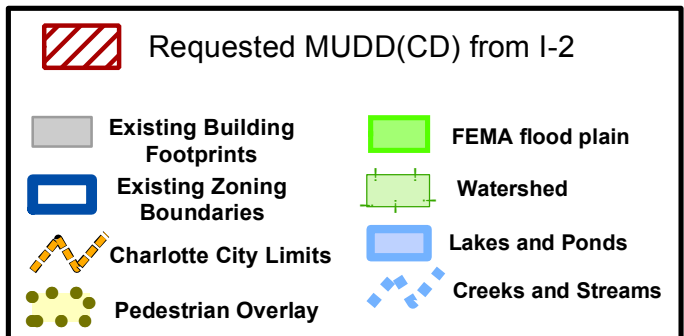 Requested MUDD(CD) from I-2
Existing Building
Footprints
Existing Zoning
Boundaries
Charlotte City Limits
Pedestrian Overlay
FEMA flood plain
Watershed
Lakes and Ponds
Creeks and Streams